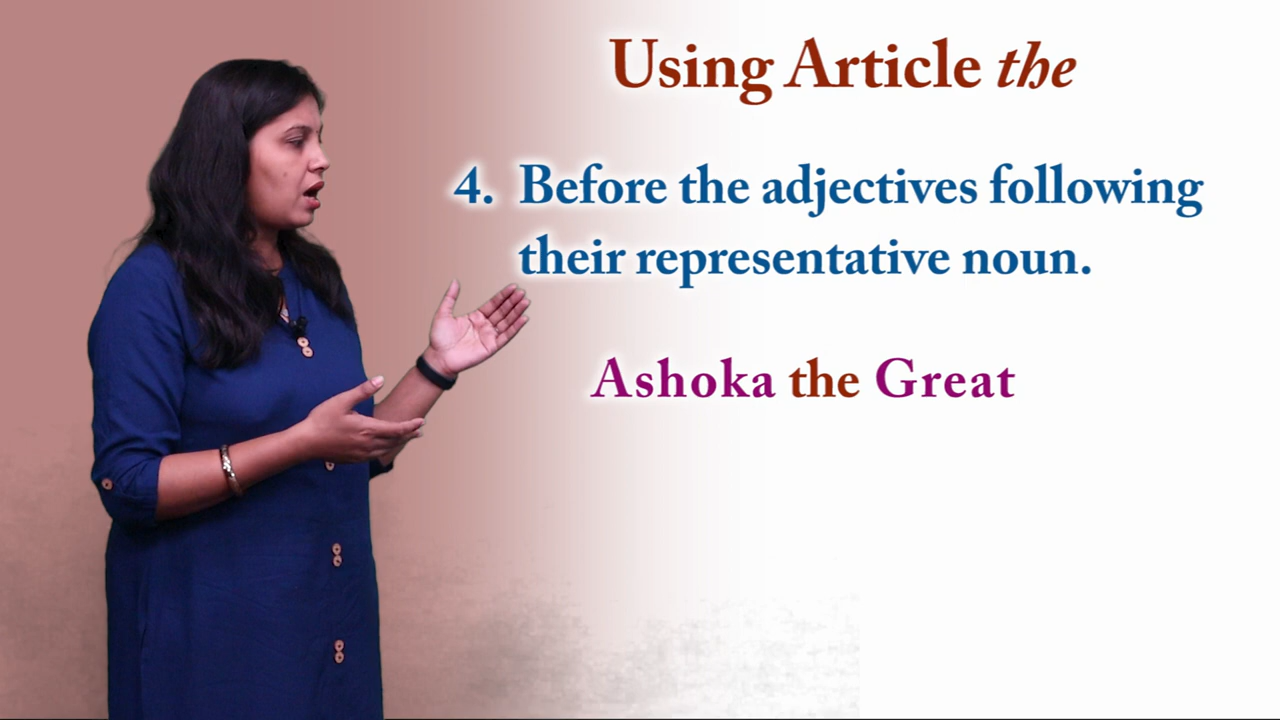 Using Article the
4. Before the adjectives following
their representative noun.
Ashoka the Great